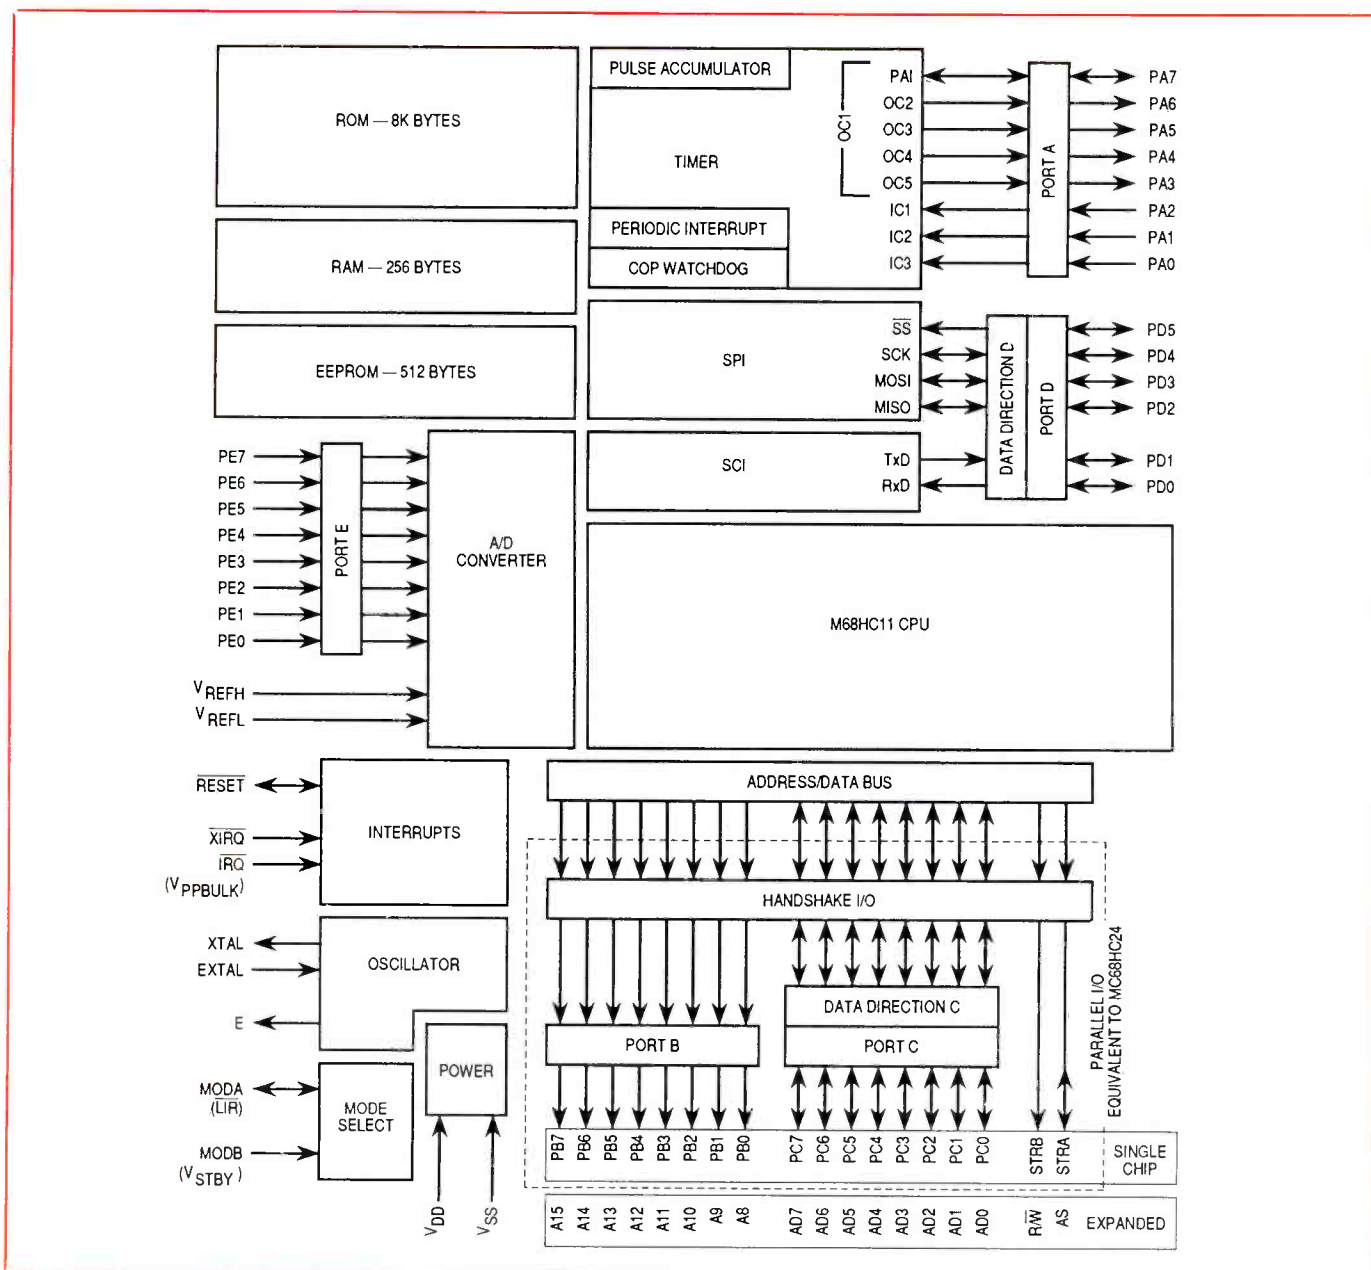 ROM — 8K BYTES
RAM — 256 BYTES
EEPROM — 512 BYTES
PULSE ACCUMULATOR
TIMER
PERIODIC INTERRUPT
COP WATCHDOG
OC1
PAI
OC2
OC3
OC4
OC5
IC1
IC2
IC3
PORT A
PA7
PA6
PA5
PA4
PA3
PA2
PA1
PA0
SPI
SS
SCK
MOSI
MISO
SCI
TxD
RxD
DATA DIRECTION D
PORT D
PD5
PD4
PD3
PD2
PD1
PD0
PE7
PE6
PE5
PE4
PE3
PE2
PE1
PE0
PORT E
A/D
CONVERTER
VREFH
VREFL
M68HC11 CPU
RESET
XIRQ
IRQ
(VPPBULK)
INTERRUPTS
XTAL
EXTAL
E
OSCILLATOR
MODA
(LIR)
MODB
(VSTBY)
MODE
SELECT
POWER
VDD
VSS
ADDRESS/DATA BUS
HANDSHAKE I/O
DATA DIRECTION C
PORT B
PORT C
PARALLEL I/O
EQUIVALENT TO MC68HC24
PB7 PB6 PB5 PB4 PB3 PB2 PB1 PB0 PC7 PC6 PC5 PC4 PC3 PC2 PC1 PC0 STRB STRA
SINGLE
CHIP
A15 A14 A13 A12 A11 A10 A9 A8 AD7 AD6 AD5 AD4 AD3 AD2 AD1 AD0 R/W AS EXPANDED